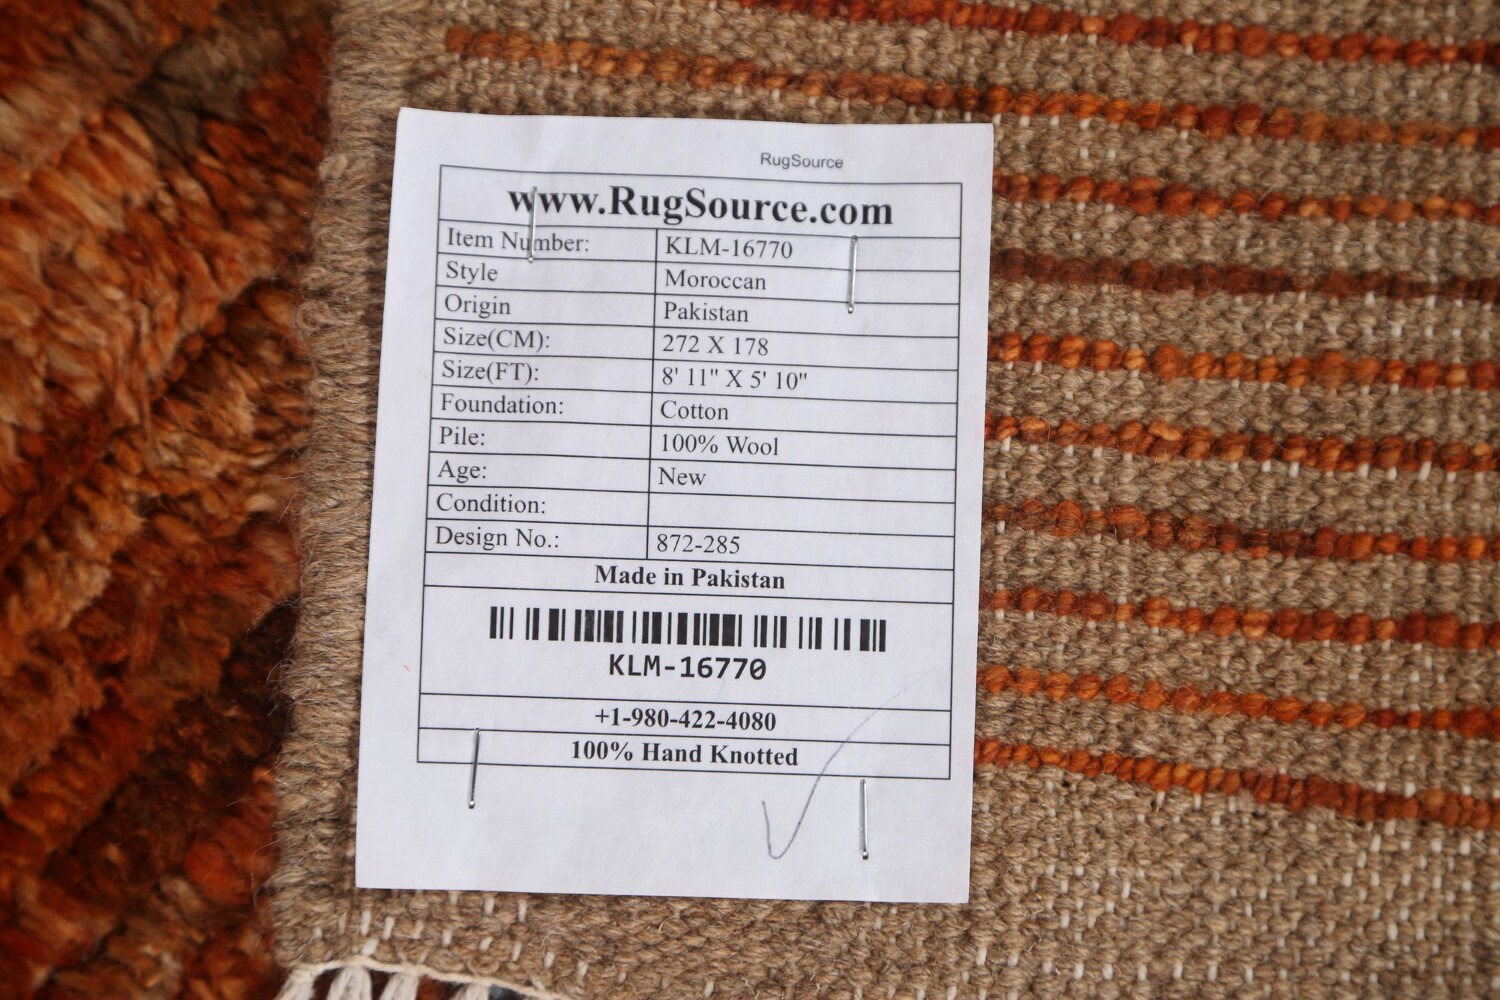 RugSource
www.RugSource.com
Item Number: KLM-16770
Style Moroccan
Origin Pakistan
Size(CM): 272 X 178
Size(FT): 8' 11" X 5' 10"
Foundation: Cotton
Pile: 100% Wool
Age: New
Condition:
Design No.: 872-285
Made in Pakistan
KLM-16770
+1-980-422-4080
100% Hand Knotted